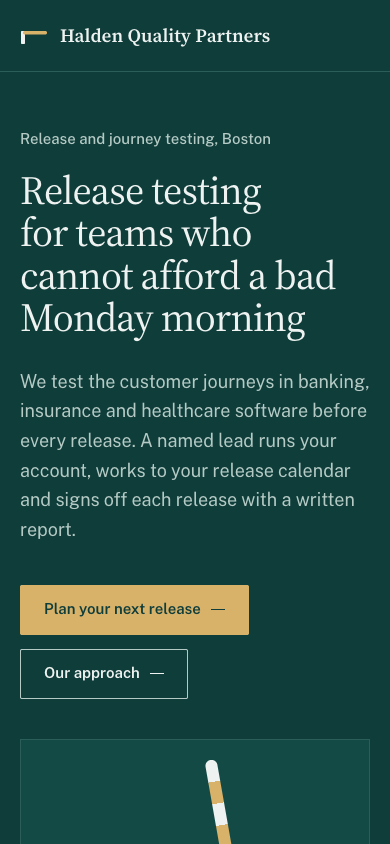 Halden Quality Partners
Release and journey testing, Boston
Release testing
for teams who
cannot afford a bad
Monday morning
We test the customer journeys in banking,
insurance and healthcare software before
every release. A named lead runs your
account, works to your release calendar
and signs off each release with a written
report.
Plan your next release —
Our approach —